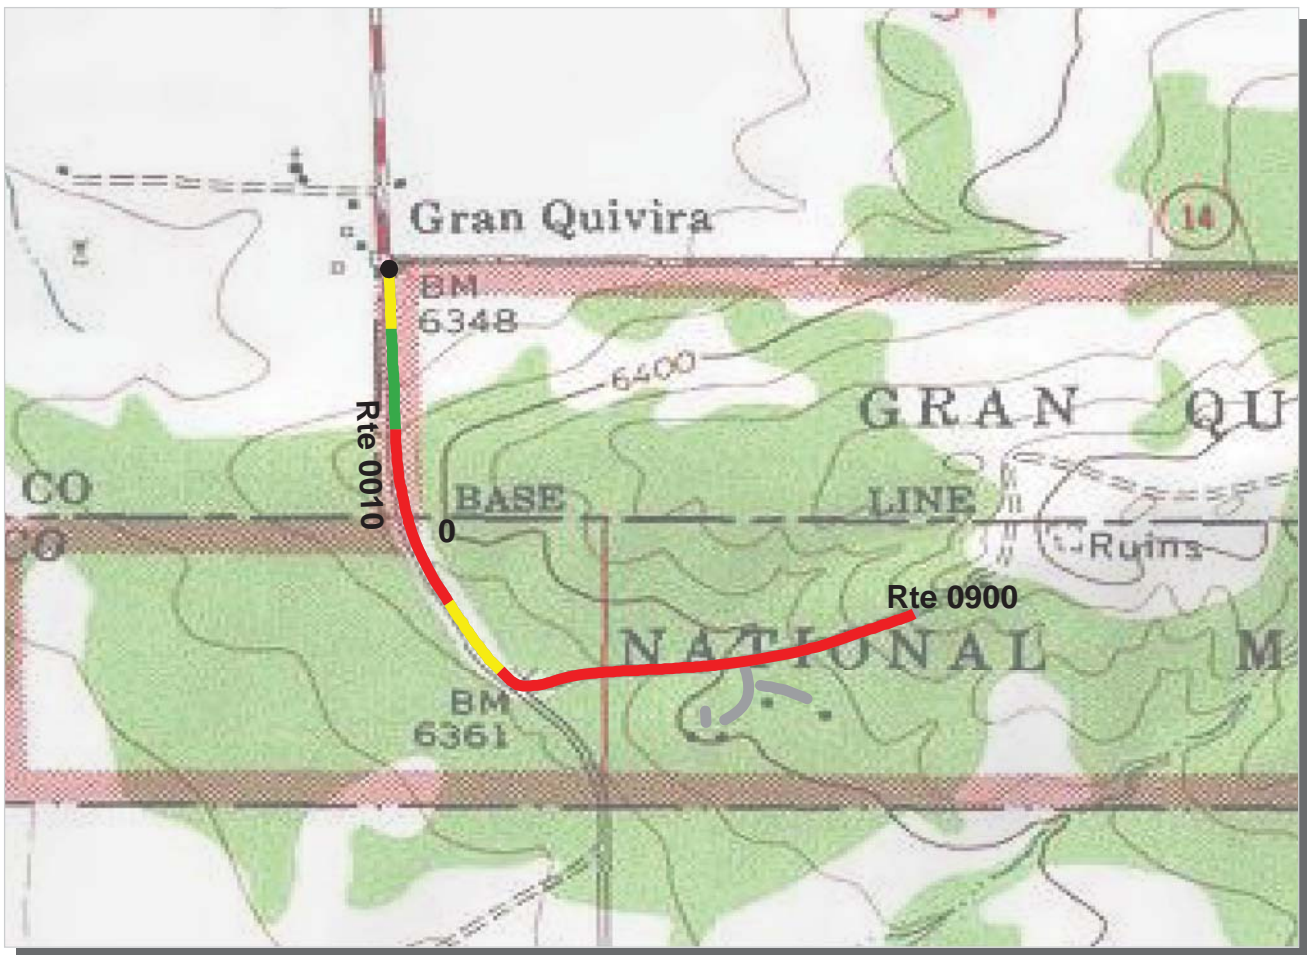 14
Gran Quivira
BM
6348
6400
GRAN QU
Rte 0010
CO
BASE LINE
0
CO
Ruins
Rte 0900
NATIONAL M
BM
6361